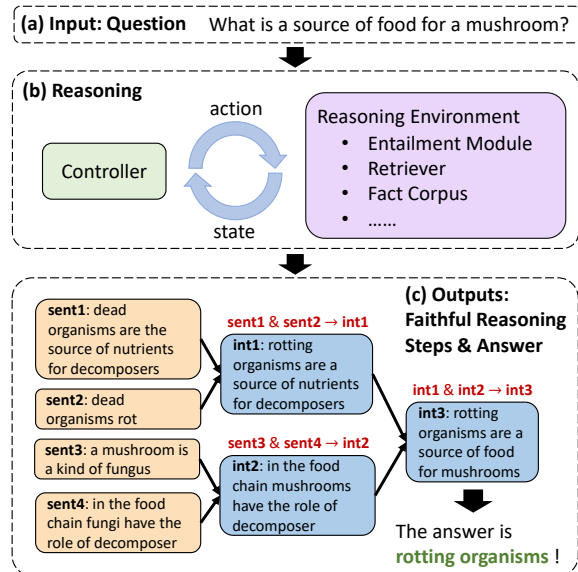 (a) Input: Question What is a source of food for a mushroom?
(b) Reasoning
Controller
action
state
Reasoning Environment
• Entailment Module
• Retriever
• Fact Corpus
• ......
(c) Outputs:
Faithful Reasoning
Steps & Answer
sent1: dead
organisms are the
source of nutrients
for decomposers
sent2: dead
organisms rot
sent3: a mushroom is
a kind of fungus
sent4: in the food
chain fungi have the
role of decomposer
sent1 & sent2 → int1
int1: rotting
organisms are a
source of nutrients
for decomposers
sent3 & sent4 → int2
int2: in the food
chain mushrooms
have the role of
decomposer
int1 & int2 → int3
int3: rotting
organisms are a
source of food
for mushrooms
The answer is
rotting organisms !